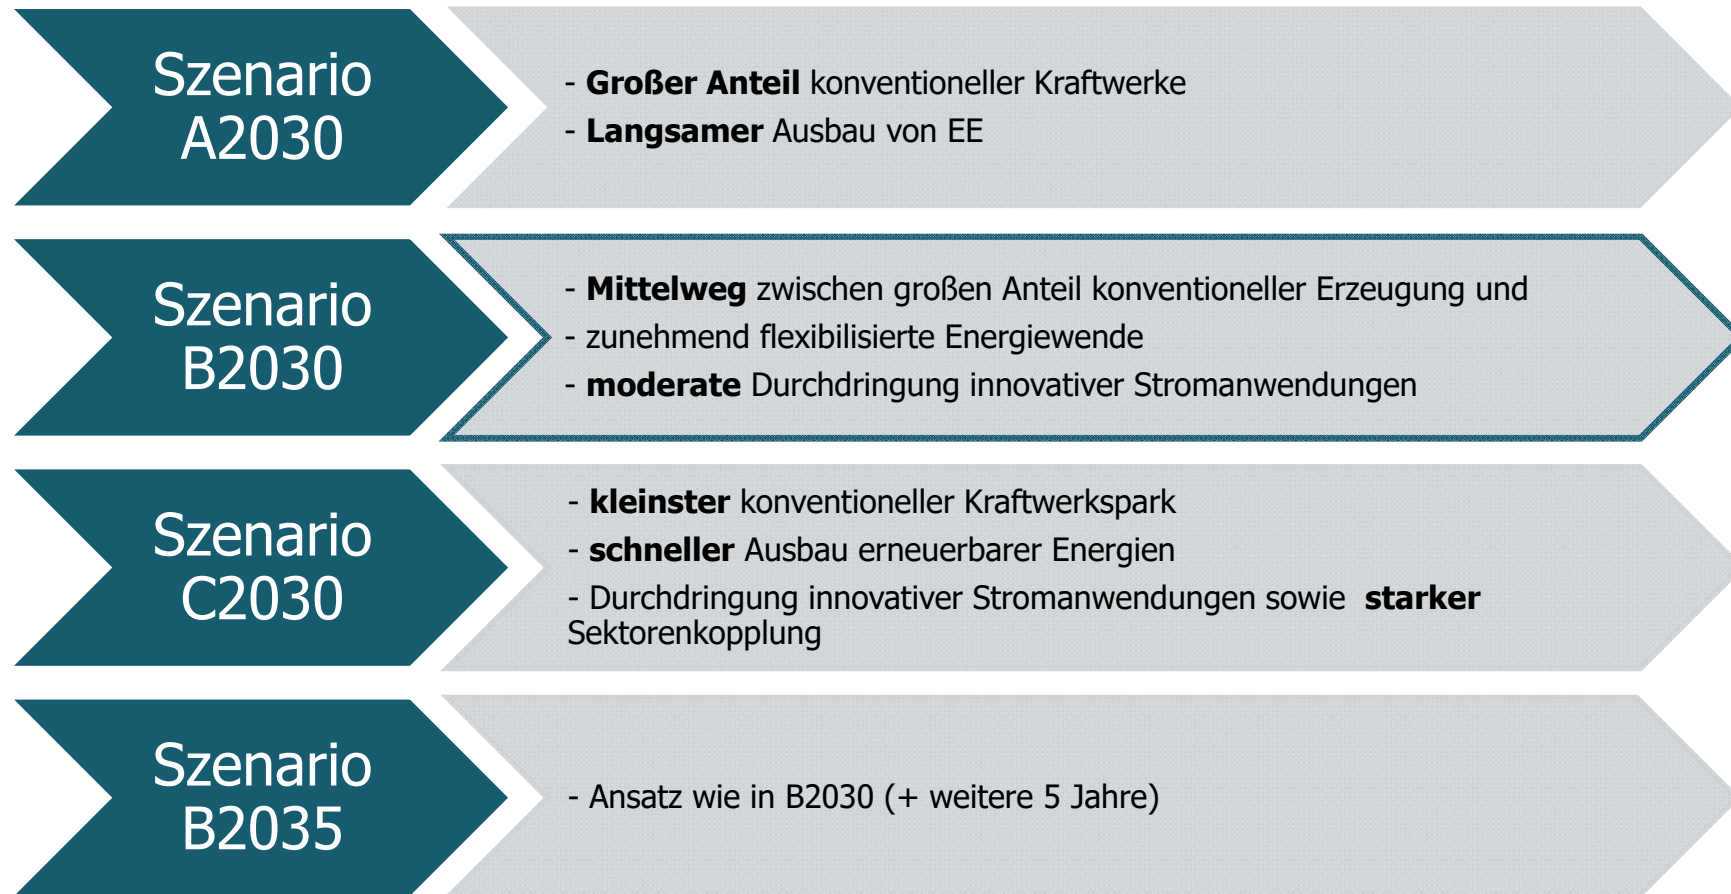 Szenario
A2030
- Großer Anteil konventioneller Kraftwerke
- Langsamer Ausbau von EE
Szenario
B2030
- Mittelweg zwischen großen Anteil konventioneller Erzeugung und
- zunehmend flexibilisierte Energiewende
- moderate Durchdringung innovativer Stromanwendungen
Szenario
C2030
- kleinster konventioneller Kraftwerkspark
- schneller Ausbau erneuerbarer Energien
- Durchdringung innovativer Stromanwendungen sowie  starker
Sektorenkopplung
Szenario
B2035
- Ansatz wie in B2030 (+ weitere 5 Jahre)